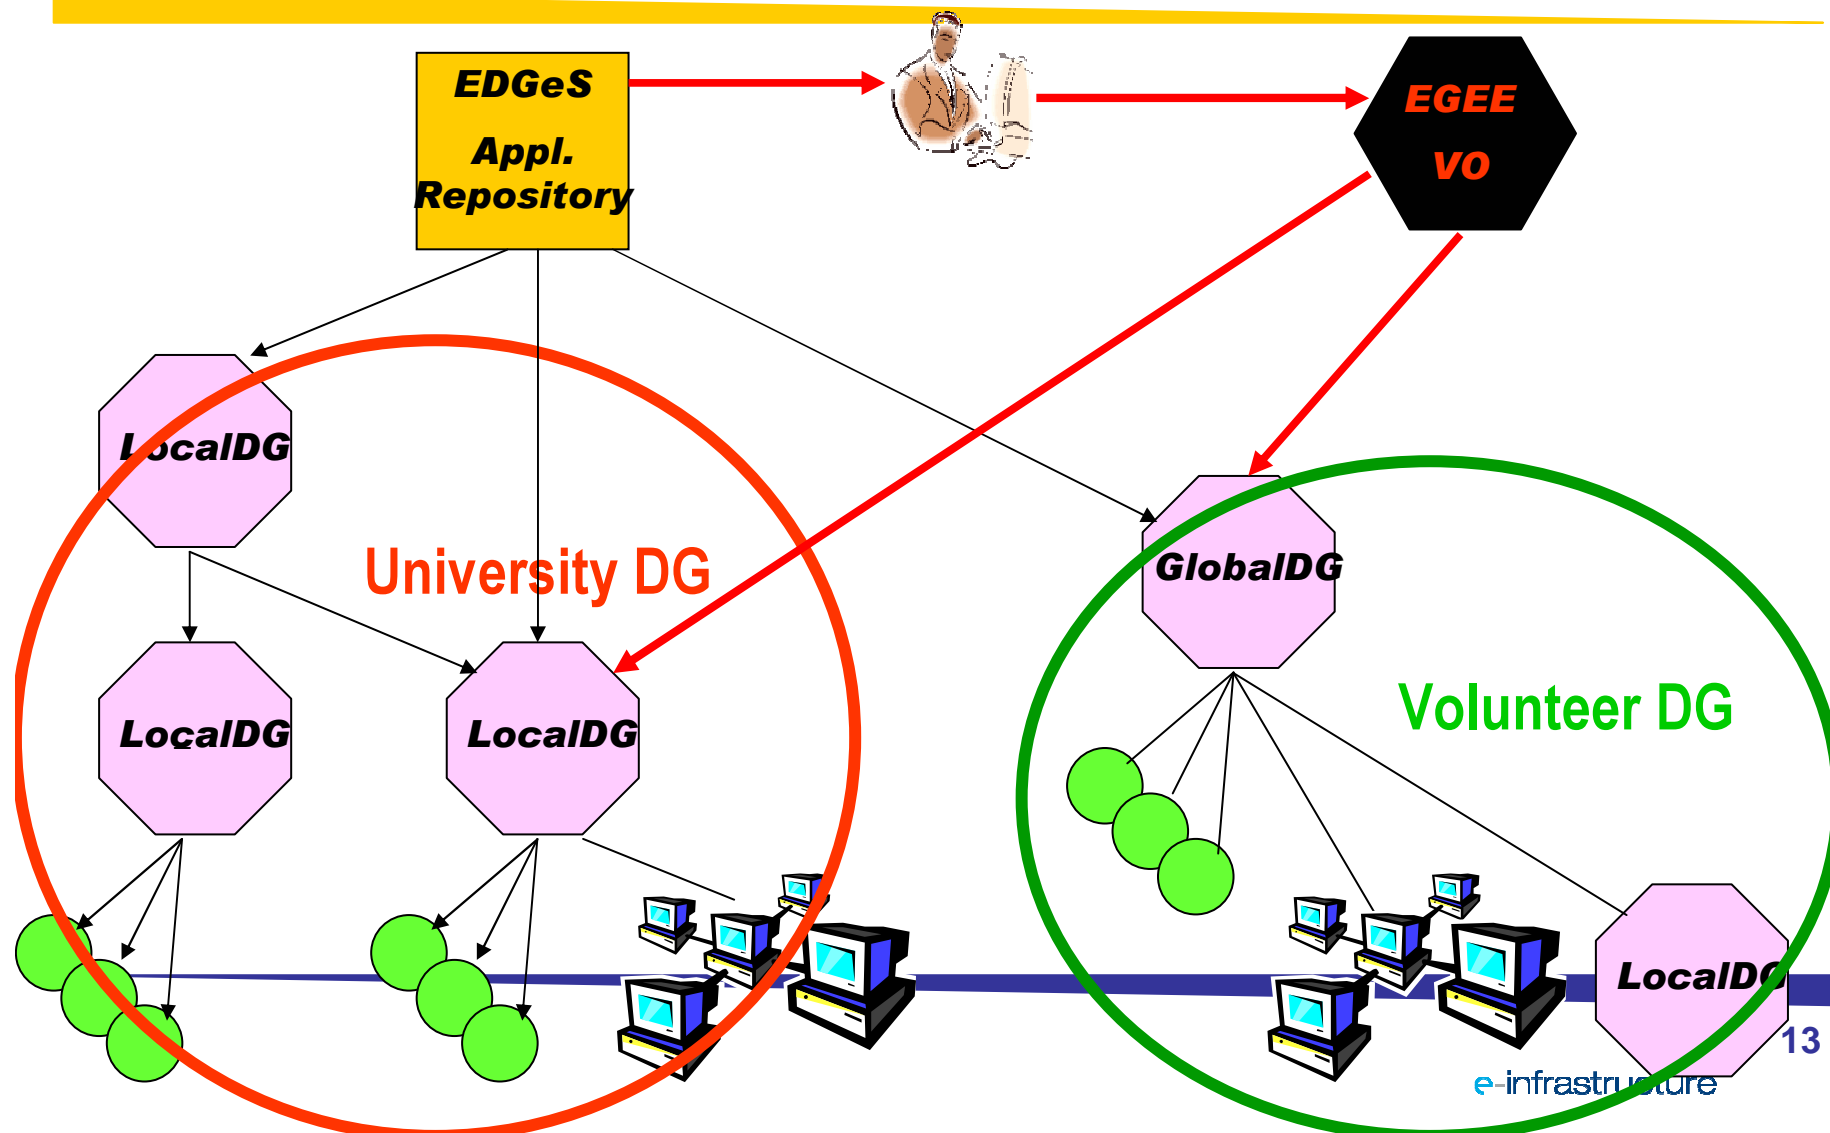 EDGeS
Appl.
Repository
EGEE
VO
LocalDG
University DG
GlobalDG
Volunteer DG
LocalDG
LocalDG
LocalDG
13
e-infrastructure